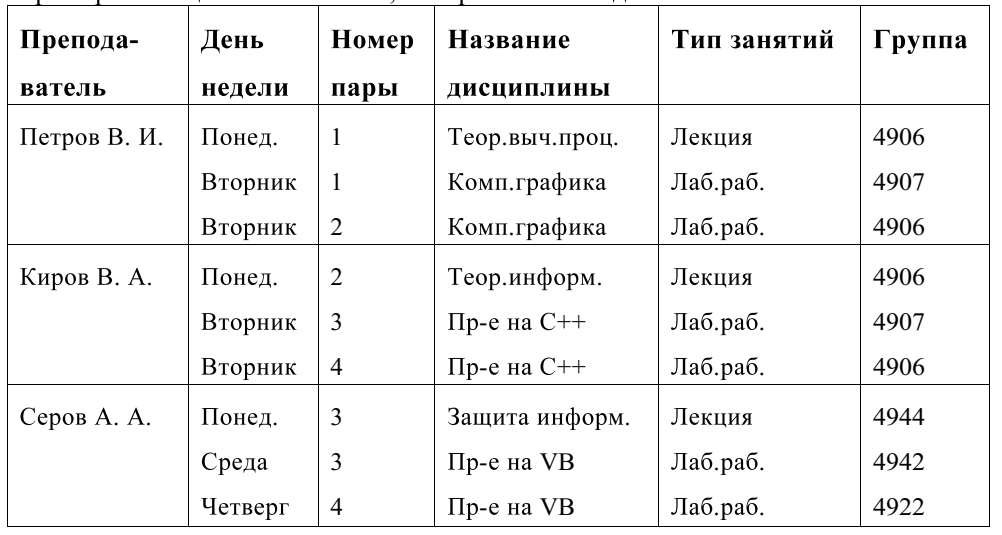 Препода- День Номер Название Тип занятий Группа
ватель недели пары дисциплины
Петров В. И. Понед. 1 Теор.выч.проц. Лекция 4906
Вторник 1 Комп.графика Лаб.раб. 4907
Вторник 2 Комп.графика Лаб.раб. 4906
Киров В. А. Понед. 2 Теор.информ. Лекция 4906
Вторник 3 Пр-е на C++ Лаб.раб. 4907
Вторник 4 Пр-е на C++ Лаб.раб. 4906
Серов А. А. Понед. 3 Защита информ. Лекция 4944
Среда 3 Пр-е на VB Лаб.раб. 4942
Четверг 4 Пр-е на VB Лаб.раб. 4922